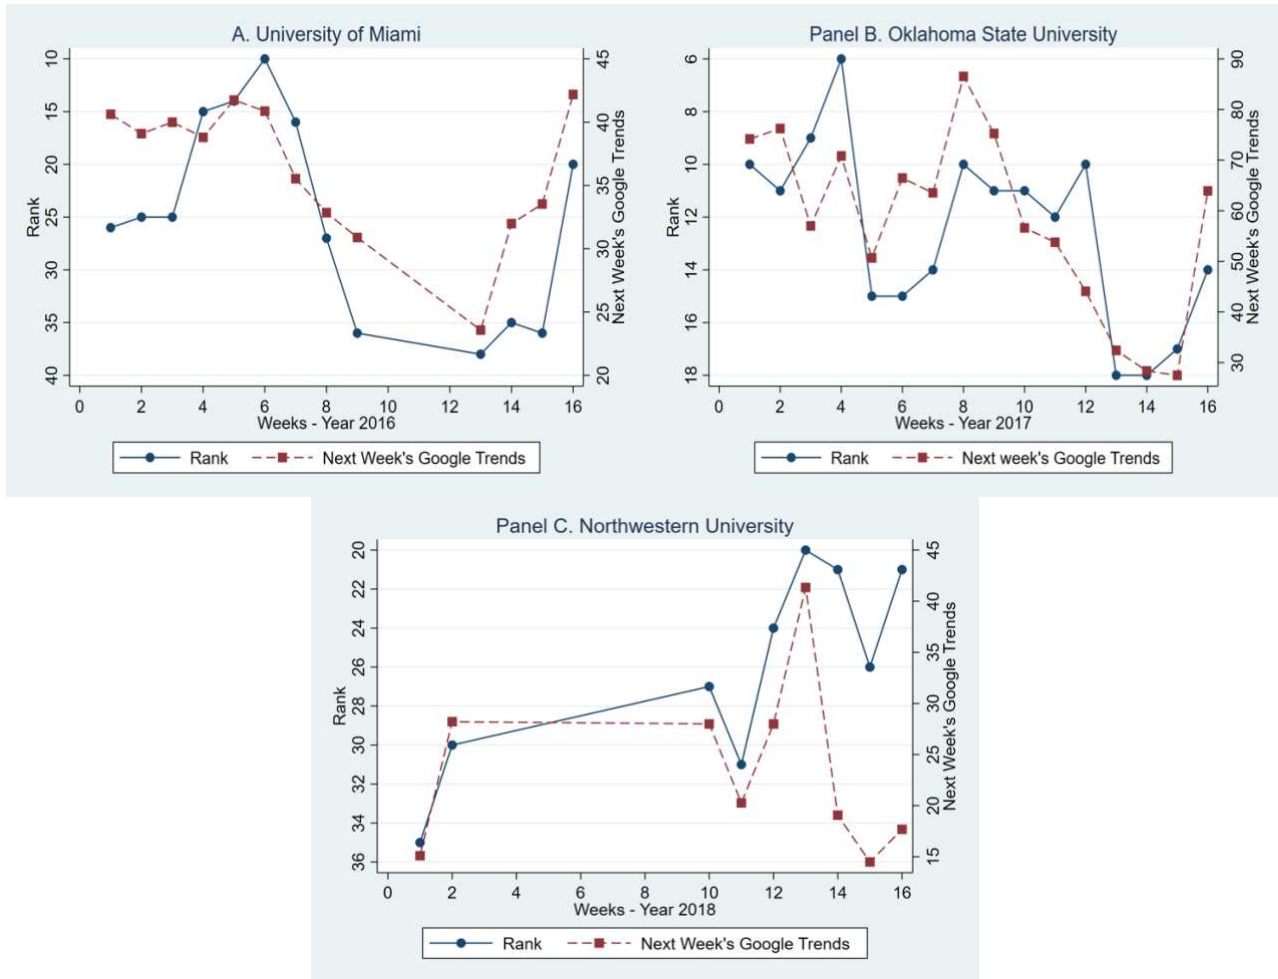 A. University of Miami
10
15
20
25
30
35
40
Rank
45
40
35
30
25
20
Next Week's Google Trends
0 2 4 6 8 10 12 14 16
Weeks - Year 2016
Rank Next Week's Google Trends
Panel B. Oklahoma State University
6
8
10
12
14
16
18
Rank
90
80
70
60
50
40
30
Next Week's Google Trends
0 2 4 6 8 10 12 14 16
Weeks - Year 2017
Rank Next week's Google Trends
Panel C. Northwestern University
20
22
24
26
28
30
32
34
36
Rank
45
40
35
30
25
20
15
Next Week's Google Trends
0 2 4 6 8 10 12 14 16
Weeks - Year 2018
Rank Next Week's Google Trends